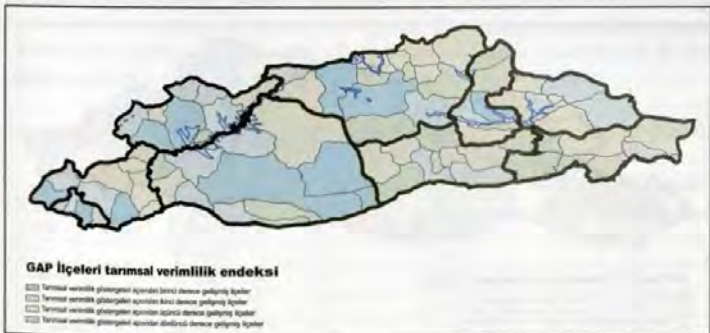 GAP İlçeleri tarımsal verimlilik endeksi
Tarımsal verimlilik göstergeleri açısından birinci derece gelişmiş ilçeler
Tarımsal verimlilik göstergeleri açısından ikinci derece gelişmiş ilçeler
Tarımsal verimlilik göstergeleri açısından üçüncü derece gelişmiş ilçeler
Tarımsal verimlilik göstergeleri açısından dördüncü derece gelişmiş ilçeler